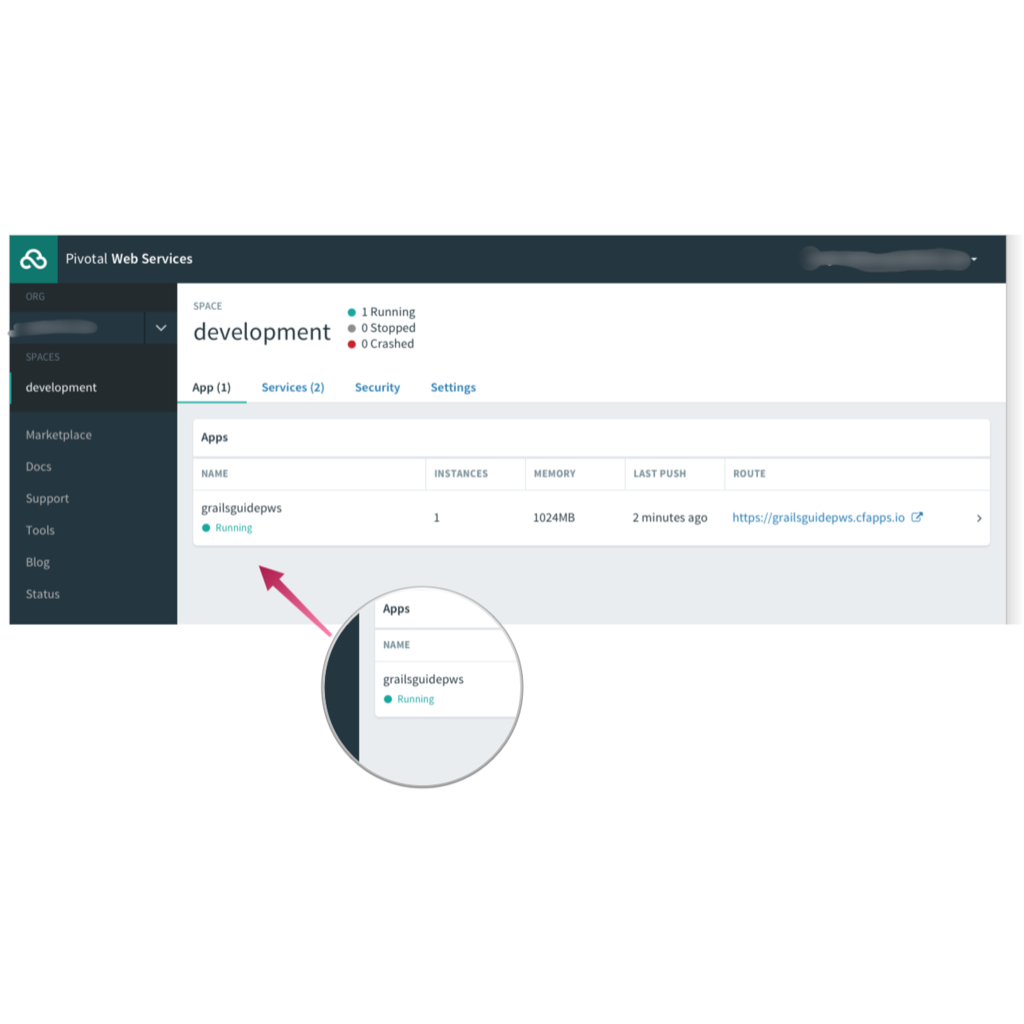 Pivotal Web Services
ORG
SPACES
development
Marketplace
Docs
Support
Tools
Blog
Status
SPACE
development
1 Running
0 Stopped
0 Crashed
App (1) Services (2) Security Settings
Apps
NAME INSTANCES MEMORY LAST PUSH ROUTE
grailsguidepws 1 1024MB 2 minutes ago https://grailsguidepws.cfapps.io
Running
Apps
NAME
grailsguidepws
Running